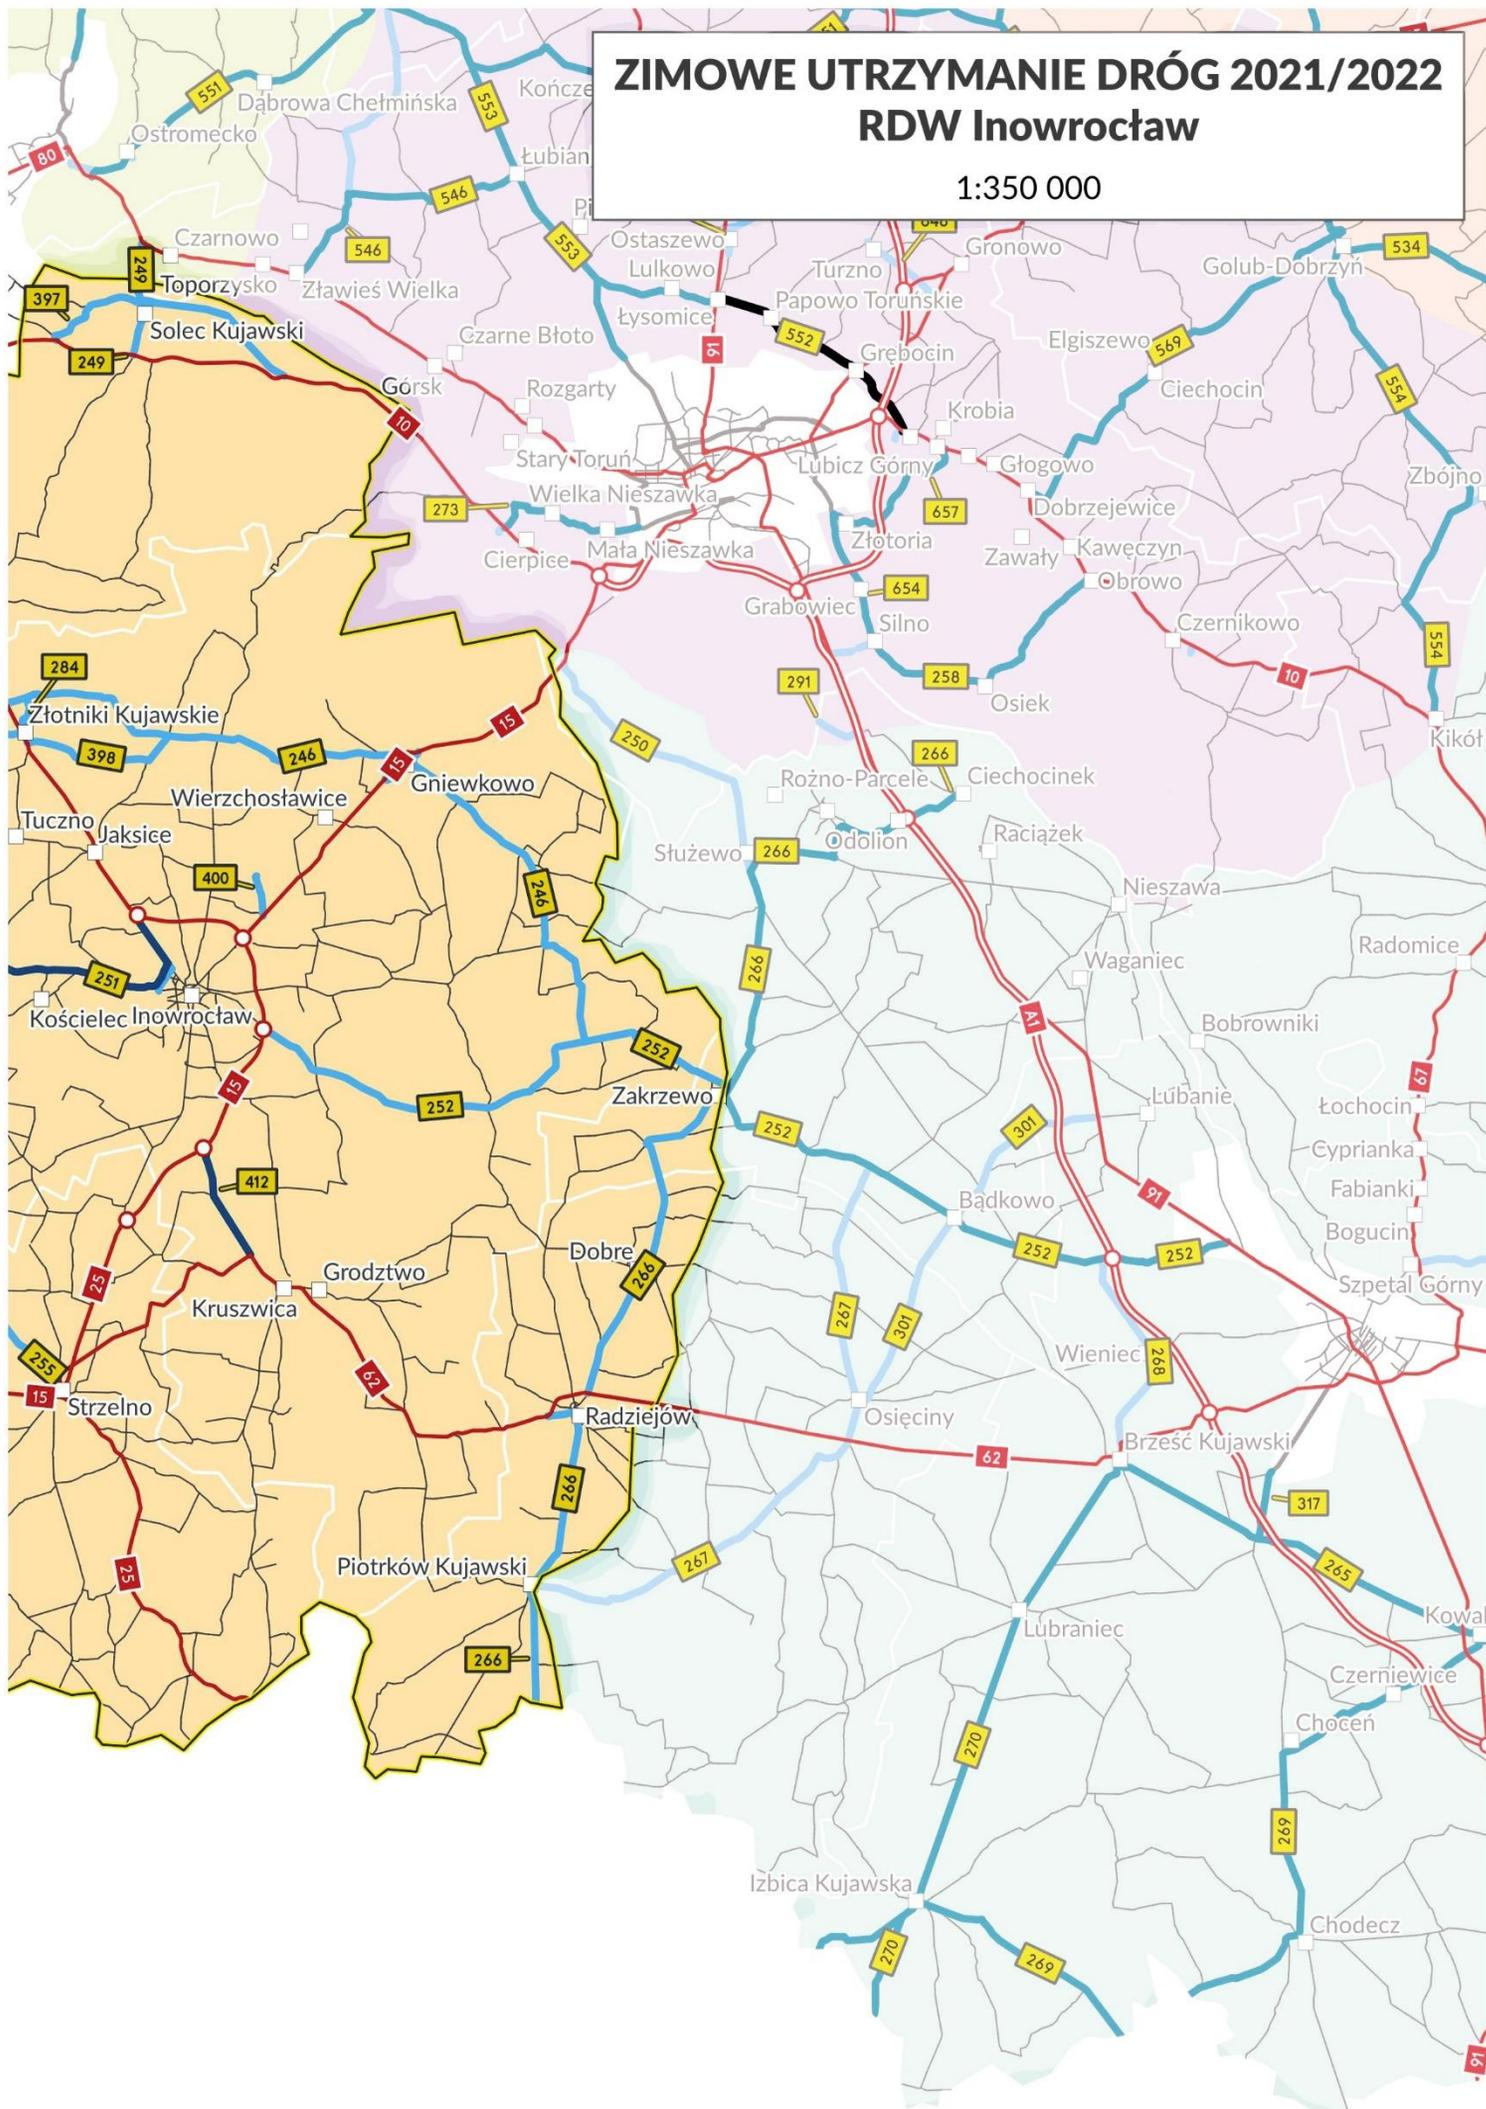 ZIMOWE UTRZYMANIE DRÓG 2021/2022
RDW Inowrocław
1:350 000
551
Dąbrowa Chełmińska
553
Kończe
Ostromecko
80
Łubian
546
Czarnowo
546
553
Ostaszewo
Gronowo
534
249
Toporzysko
Zławieś Wielka
Lulkowo
Turzno
Golub-Dobrzyń
397
Solec Kujawski
Łysomice
Papowo Toruńskie
249
Czarne Błoto
91
552
Grębocin
Elgiszewo
569
Górsk
Rozgarty
Ciechocin
554
10
Krobia
Stary Toruń
Lubicz Górny
Głogowo
Zbójno
273
Wielka Nieszawka
657
Dobrzejewice
Cierpice
Mała Nieszawka
Złotoria
Zawały
Kawęczyn
654
Obrowo
Grabowiec
Silno
Czernikowo
554
284
291
258
10
Złotniki Kujawskie
15
Osiek
398
246
15
250
266
Kikół
Gniewkowo
Rożno-Parcele
Ciechocinek
Wierzchosławice
Tuczno
Jaksice
Odolion
Raciążek
Służewo
266
400
246
Nieszawa
266
Waganiec
Radomice
251
Kościelec
Inowrocław
A1
Bobrowniki
252
67
15
Zakrzewo
Lubanie
252
252
301
Łochocin
Cyprianka
412
91
Fabianki
Bądkowo
Bogucin
Dobre
252
252
25
266
Grodztwo
Szpetal Górny
Kruszwica
267
301
255
62
Wieniec
268
15
Strzelno
Radziejów
Osięciny
Brześć Kujawski
62
266
317
25
Piotrków Kujawski
267
265
Kowal
Lubraniec
266
Czerniewice
270
Choceń
269
Izbica Kujawska
Chodecz
270
269
91